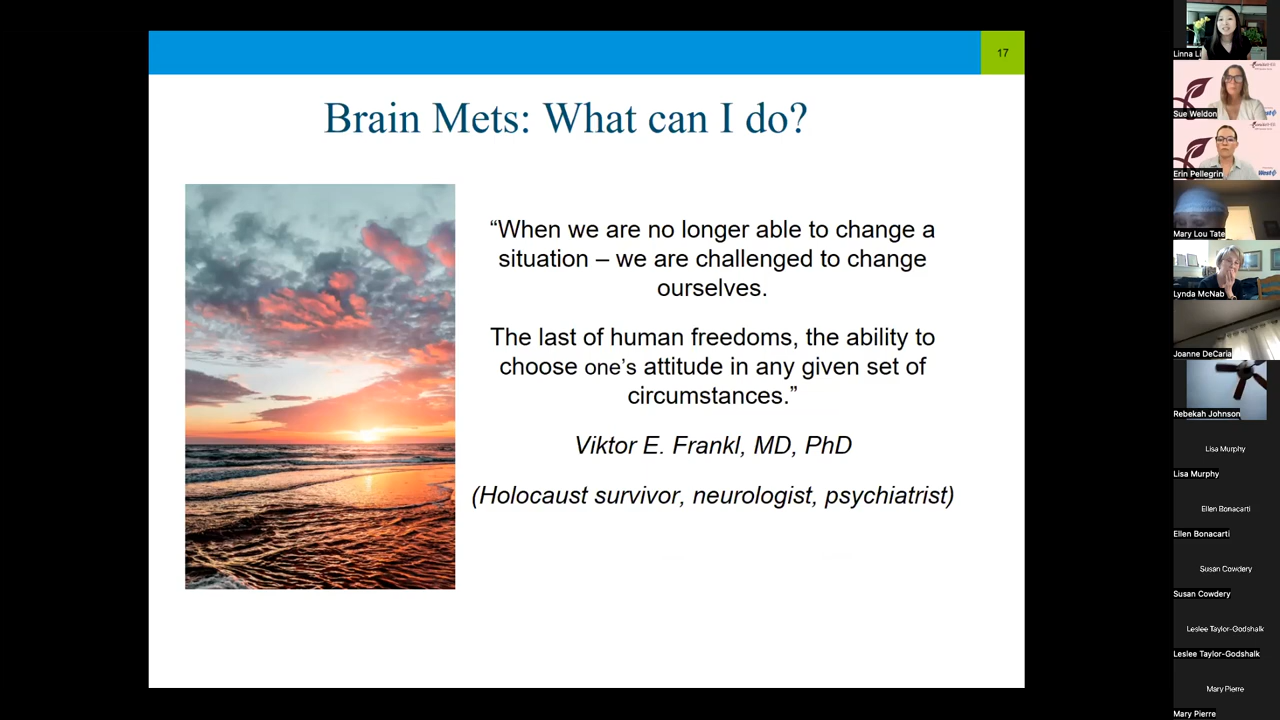 17
Brain Mets: What can I do?
“When we are no longer able to change a
situation – we are challenged to change
ourselves.
The last of human freedoms, the ability to
choose one’s attitude in any given set of
circumstances.”
Viktor E. Frankl, MD, PhD
(Holocaust survivor, neurologist, psychiatrist)
Linna Li
Sue Weldon
Erin Pellegrin
Mary Lou Tate
Lynda McNab
Joanne DeCaria
Rebekah Johnson
Lisa Murphy
Lisa Murphy
Ellen Bonacarti
Ellen Bonacarti
Susan Cowdery
Susan Cowdery
Leslee Taylor-Godshalk
Leslee Taylor-Godshalk
Mary Pierre
Mary Pierre